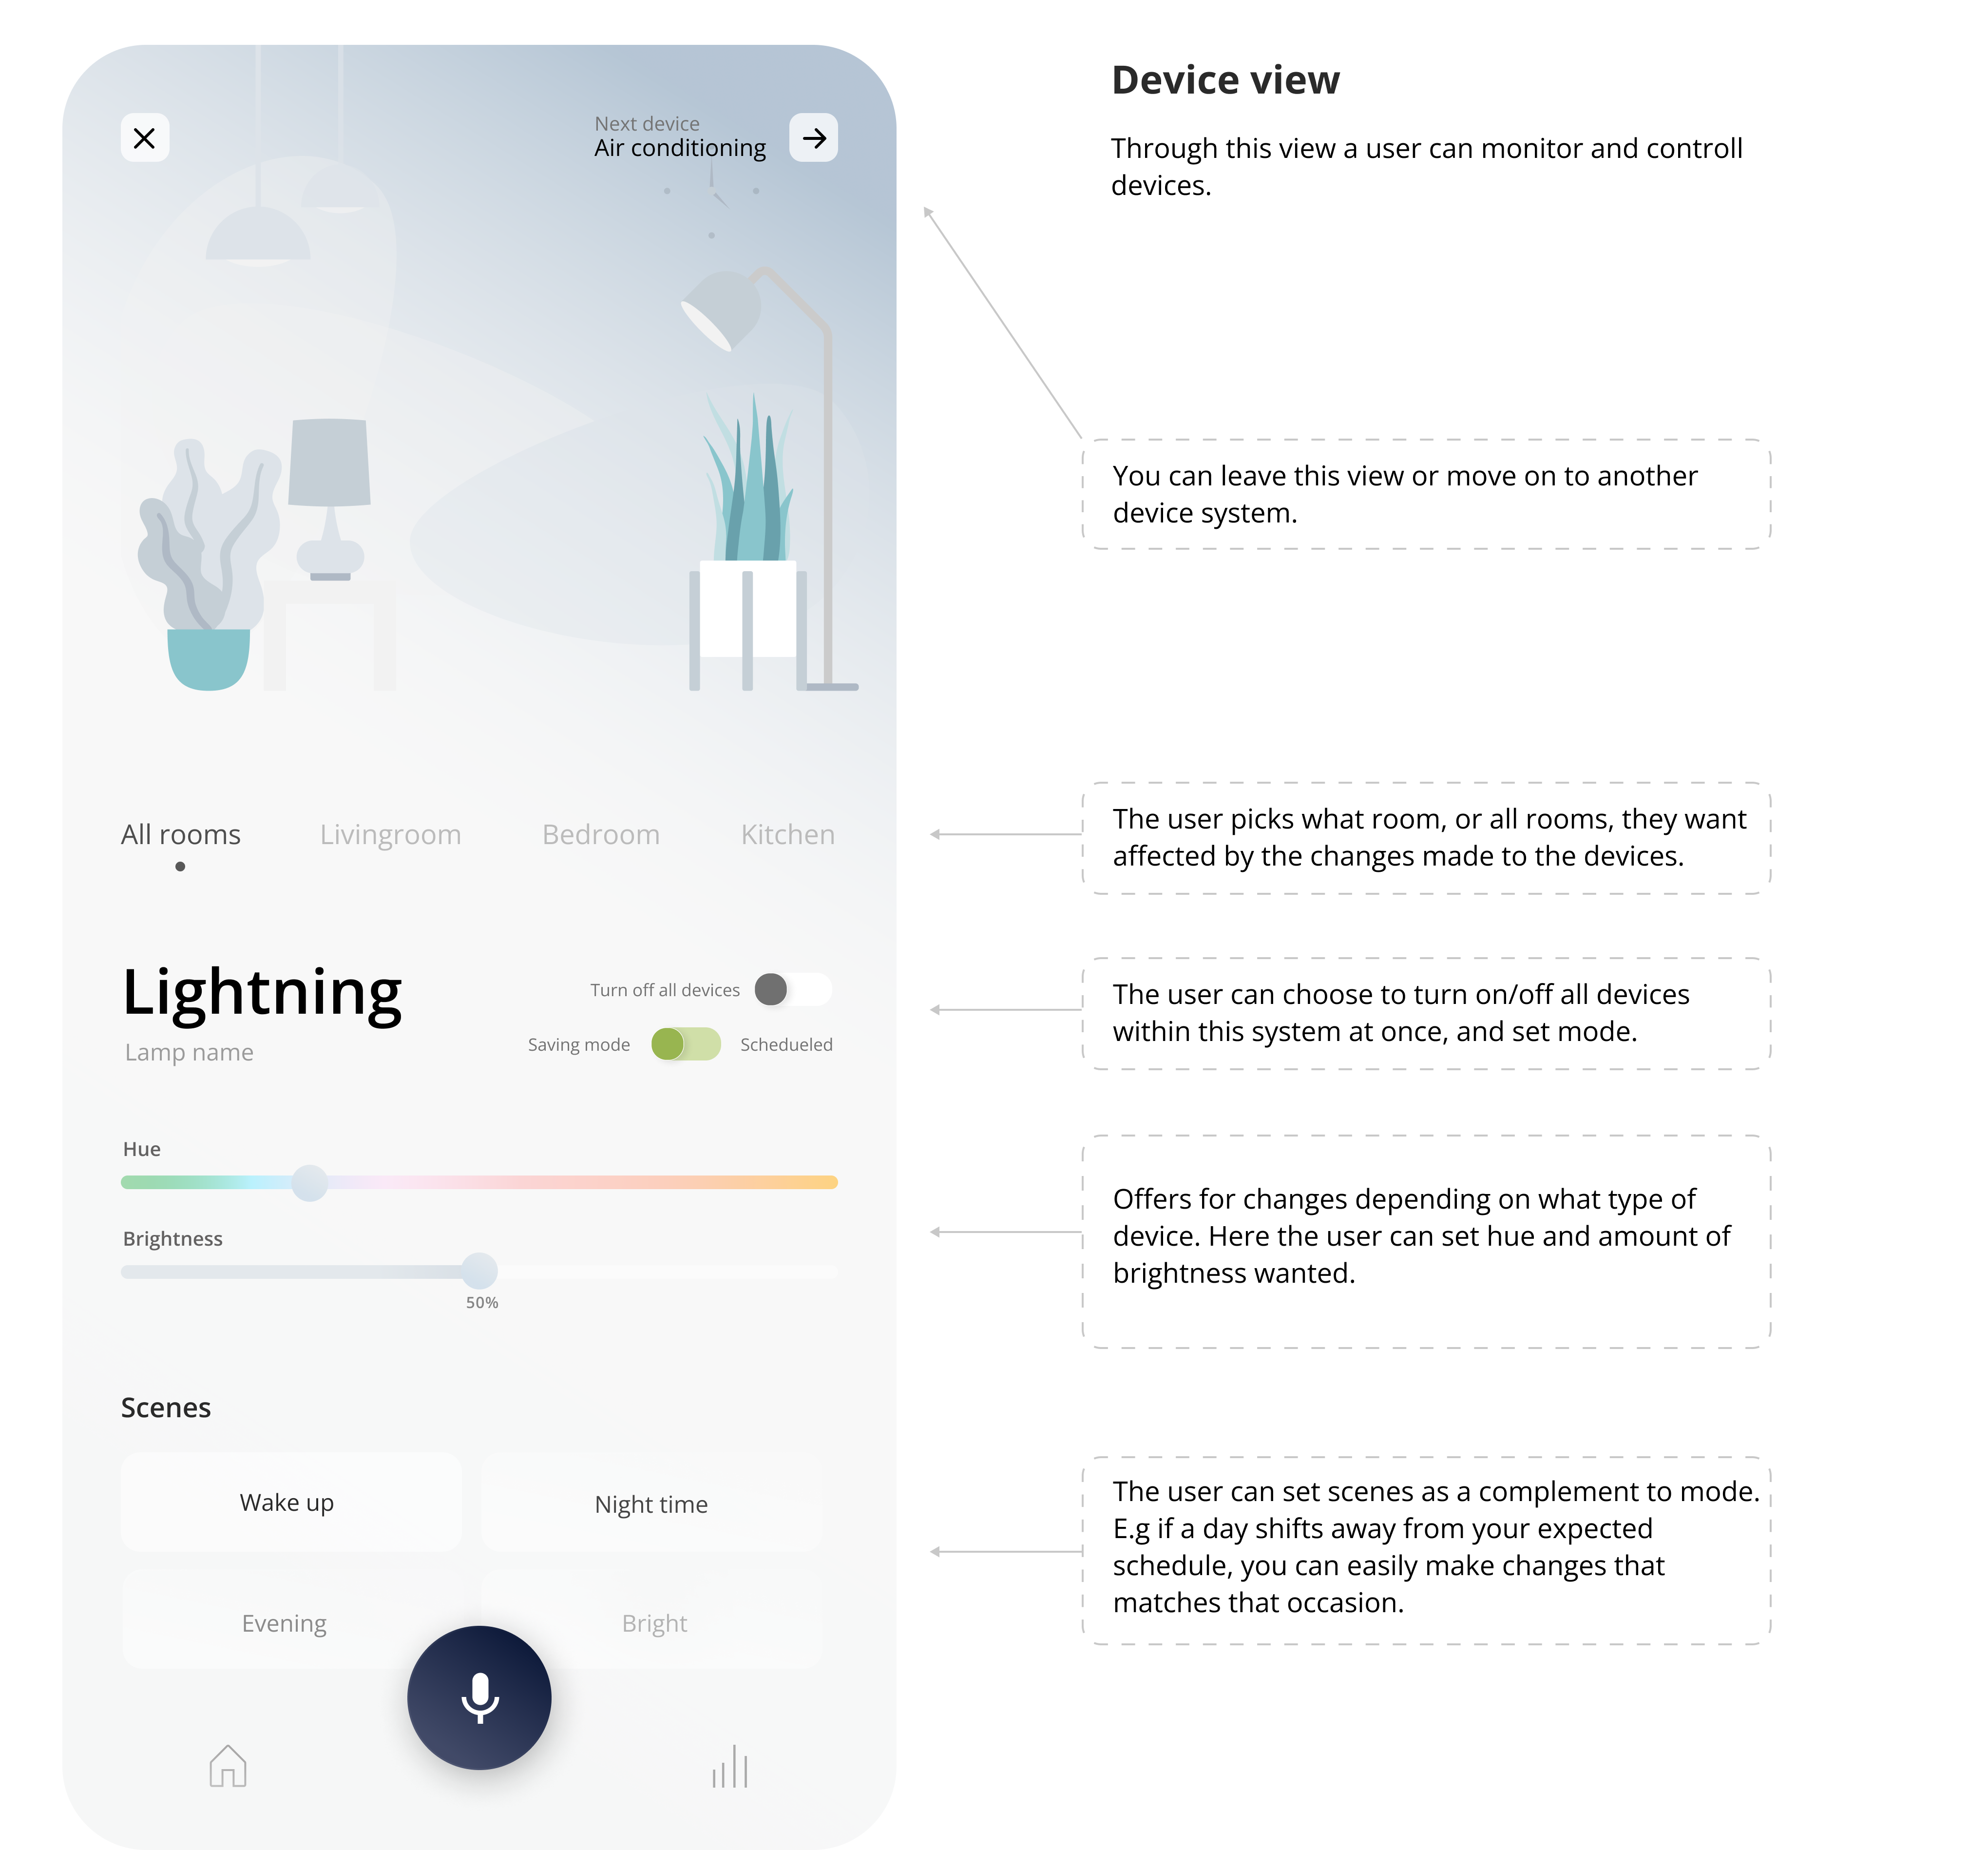 Next device
Air conditioning
All rooms
Livingroom
Bedroom
Kitchen
Lightning
Lamp name
Turn off all devices
Saving mode
Schedueled
Hue
Brightness
50%
Scenes
Wake up
Night time
Evening
Bright
Device view
Through this view a user can monitor and controll
devices.
You can leave this view or move on to another
device system.
The user picks what room, or all rooms, they want
affected by the changes made to the devices.
The user can choose to turn on/off all devices
within this system at once, and set mode.
Offers for changes depending on what type of
device. Here the user can set hue and amount of
brightness wanted.
The user can set scenes as a complement to mode.
E.g if a day shifts away from your expected
schedule, you can easily make changes that
matches that occasion.